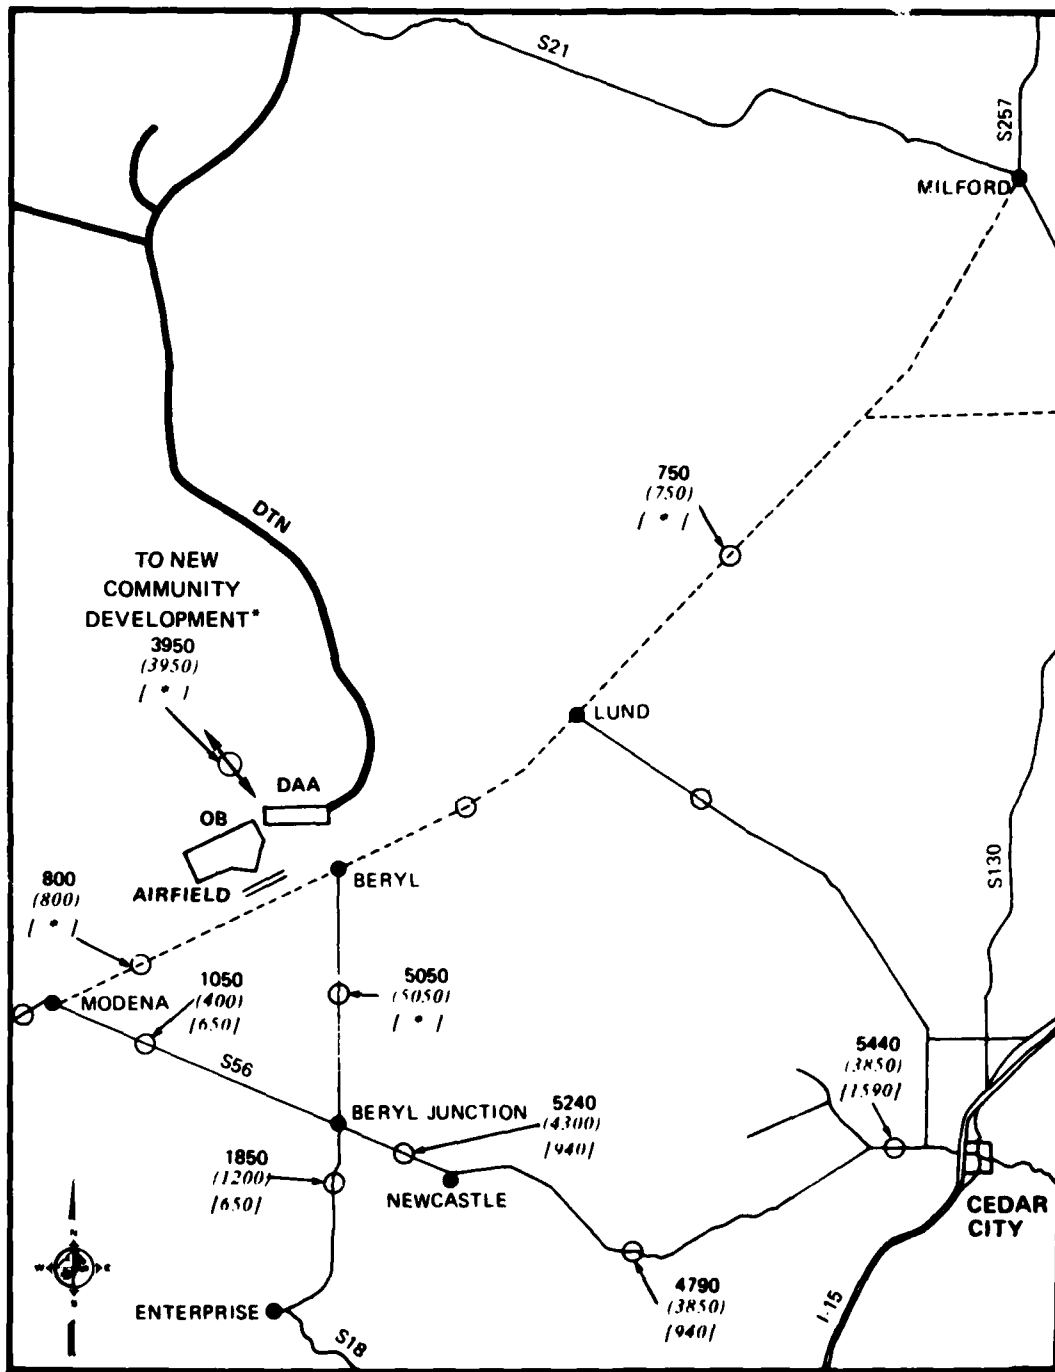 S21
S257
MILFORD
750
(750)
[ * ]
DTN
TO NEW
COMMUNITY
DEVELOPMENT*
3950
(3950)
[ * ]
LUND
DAA
OB
AIRFIELD
BERYL
S130
800
(800)
[ * ]
MODENA
1050
(400)
[650]
5050
(5050)
[ * ]
S56
5440
(3850)
[1590]
BERYL JUNCTION
5240
(4300)
[940]
1850
(1200)
[650]
NEWCASTLE
CEDAR
CITY
N
W
E
S
4790
(3850)
[940]
ENTERPRISE
S18
I-15